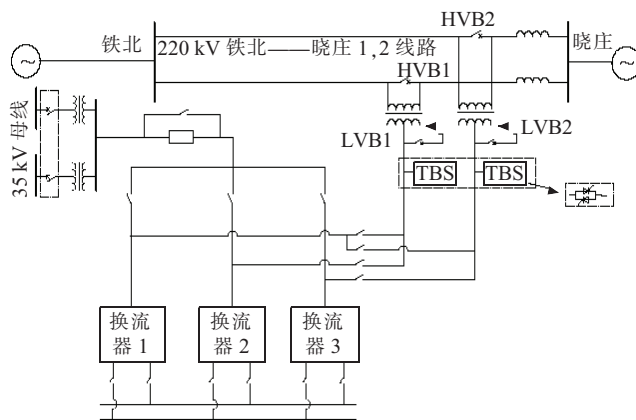 HVB2
铁北
220 kV 铁北——晓庄 1,2 线路
晓庄
HVB1
35 kV 母线
LVB1
LVB2
TBS
TBS
换流器 1
换流器 2
换流器 3